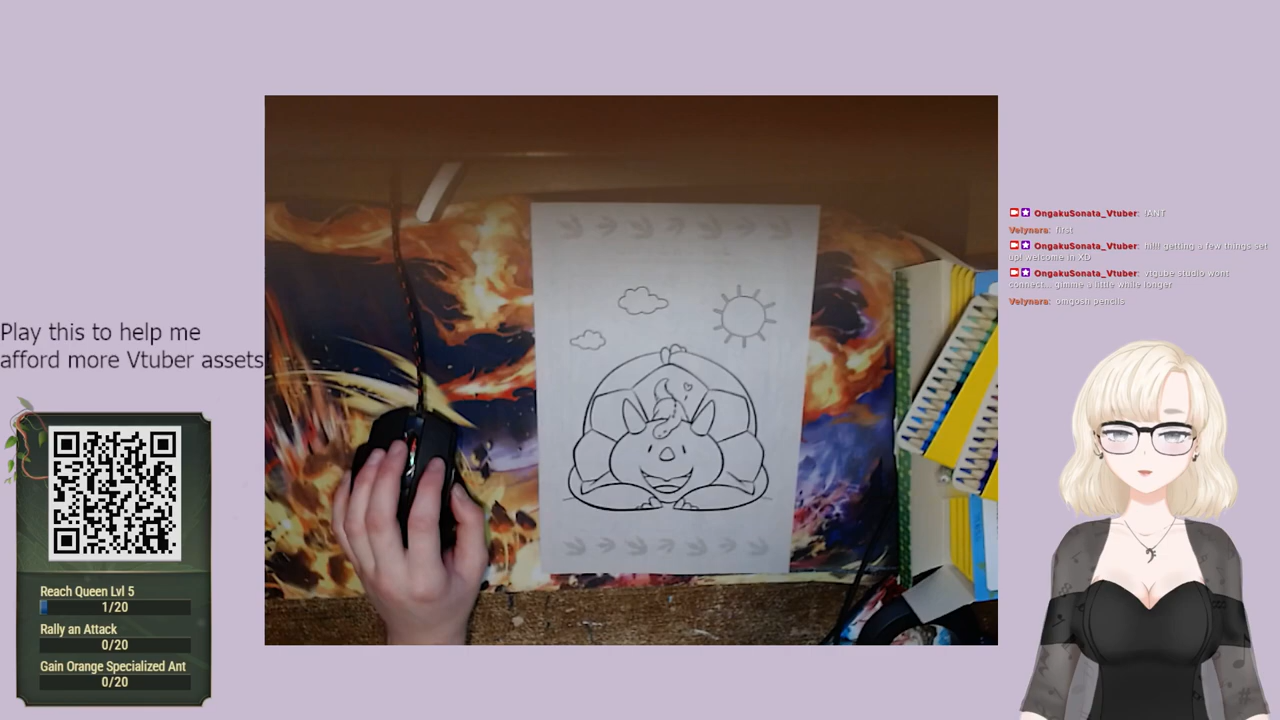 OngakuSonata_Vtuber: !ANT
Velynara: first
OngakuSonata_Vtuber: hi!!! getting a few things set
up! welcome in XD
OngakuSonata_Vtuber: vtube studio wont
connect... gimme a little while longer
Velynara: omgosh pencils
Play this to help me
afford more Vtuber assets
Reach Queen Lvl 5
1/20
Rally an Attack
0/20
Gain Orange Specialized Ant
0/20